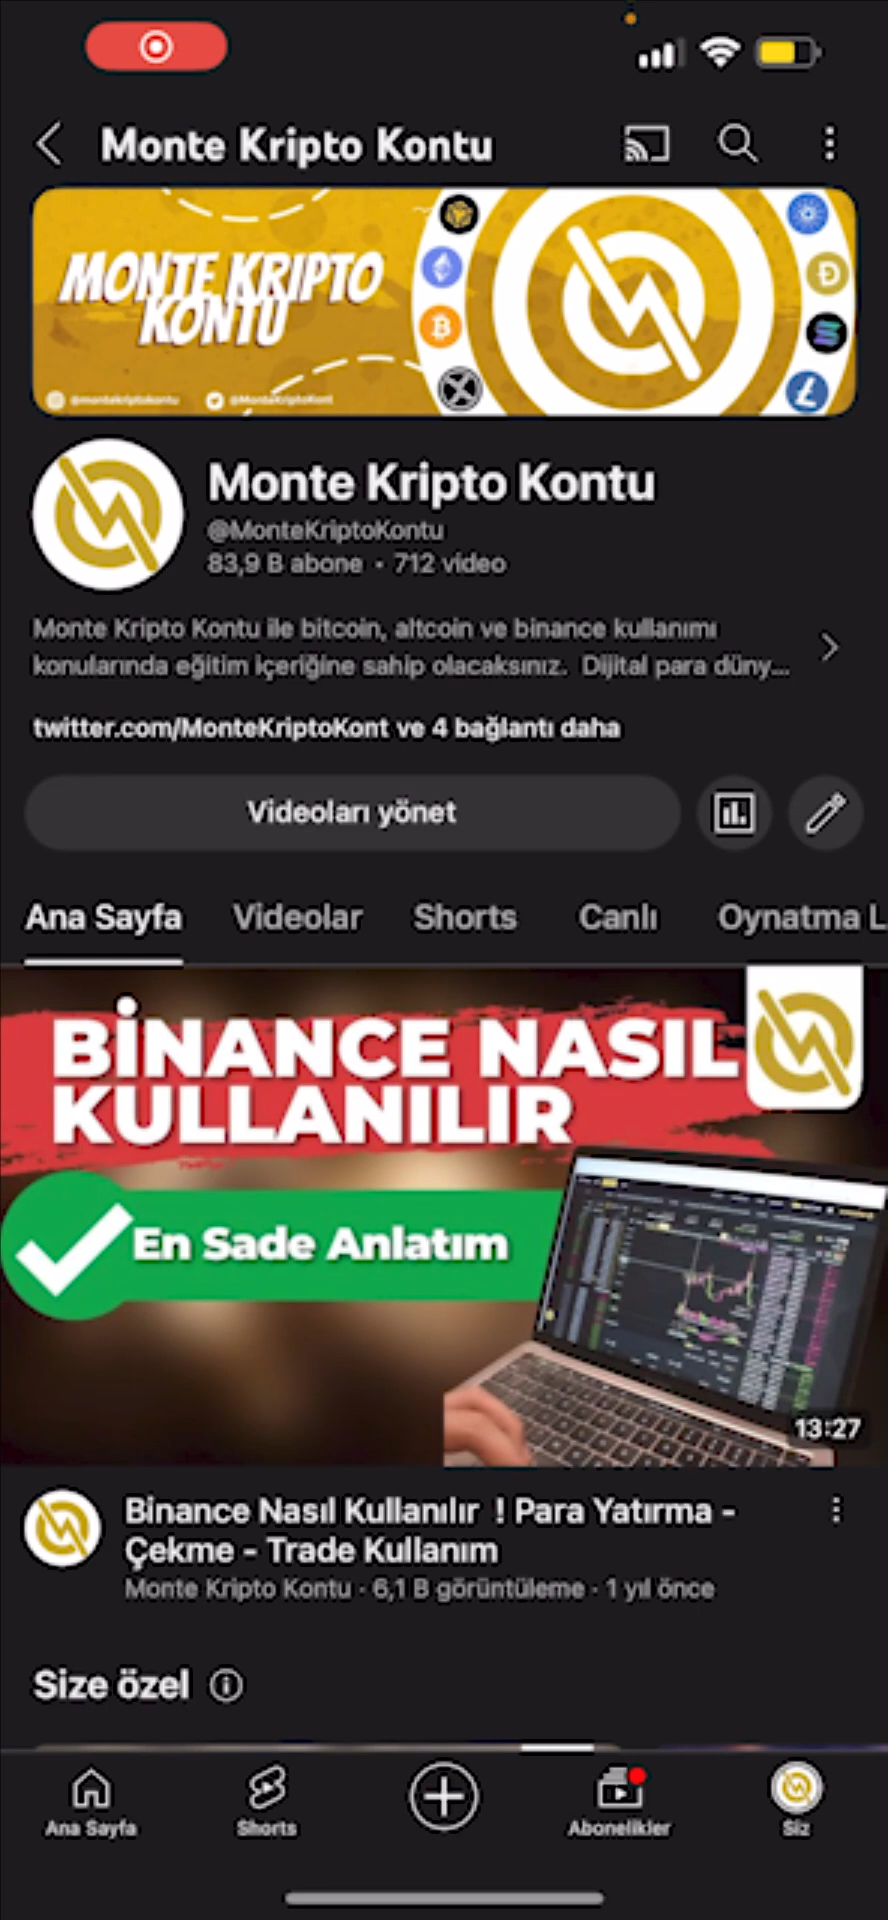 Monte Kripto Kontu
MONTE KRIPTO
KONTU
@montekriptokontu @MonteKriptoKont
Monte Kripto Kontu
@MonteKriptoKontu
83,9 B abone · 712 video
Monte Kripto Kontu ile bitcoin, altcoin ve binance kullanımı
konularında eğitim içeriğine sahip olacaksınız. Dijital para düny...
twitter.com/MonteKriptoKont ve 4 bağlantı daha
Videoları yönet
Ana Sayfa Videolar Shorts Canlı Oynatma L
BİNANCE NASIL
KULLANILIR
En Sade Anlatım
13:27
Binance Nasıl Kullanılır ! Para Yatırma -
Çekme - Trade Kullanım
Monte Kripto Kontu · 6,1 B görüntüleme · 1 yıl önce
Size özel
Ana Sayfa Shorts Abonelikler Siz